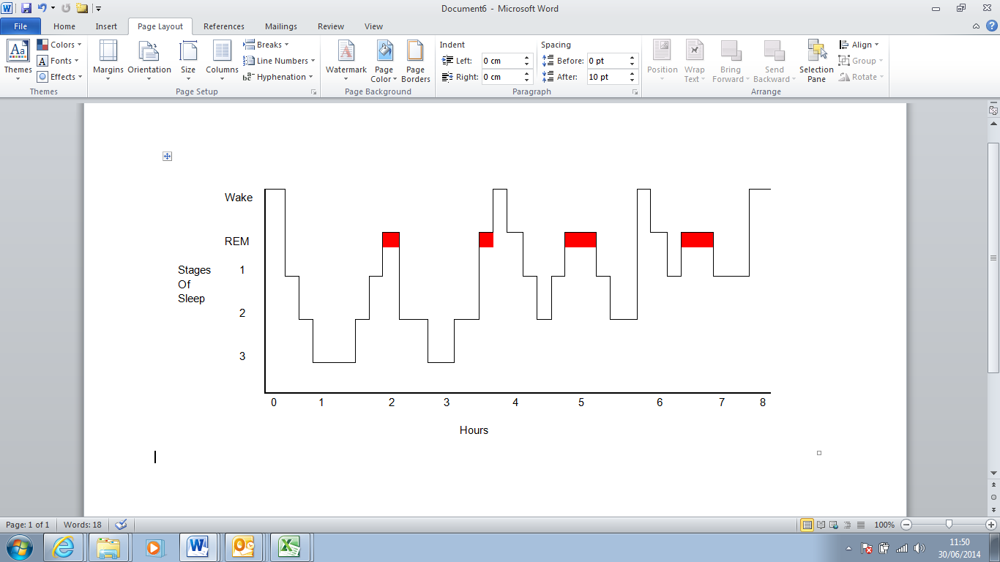 Document6 - Microsoft Word
File Home Insert Page Layout References Mailings Review View
Themes
Colors
Fonts
Effects
Themes
Margins Orientation Size Columns
Breaks
Line Numbers
Hyphenation
Page Setup
Watermark Page Color Page Borders
Page Background
Indent
Left: 0 cm
Right: 0 cm
Spacing
Before: 0 pt
After: 10 pt
Paragraph
Position Wrap Text Bring Forward Send Backward Selection Pane
Align
Group
Rotate
Arrange
Wake
REM
1
2
3
Stages
Of
Sleep
0 1 2 3 4 5 6 7 8
Hours
Page: 1 of 1 Words: 18 100%
11:50
30/06/2014